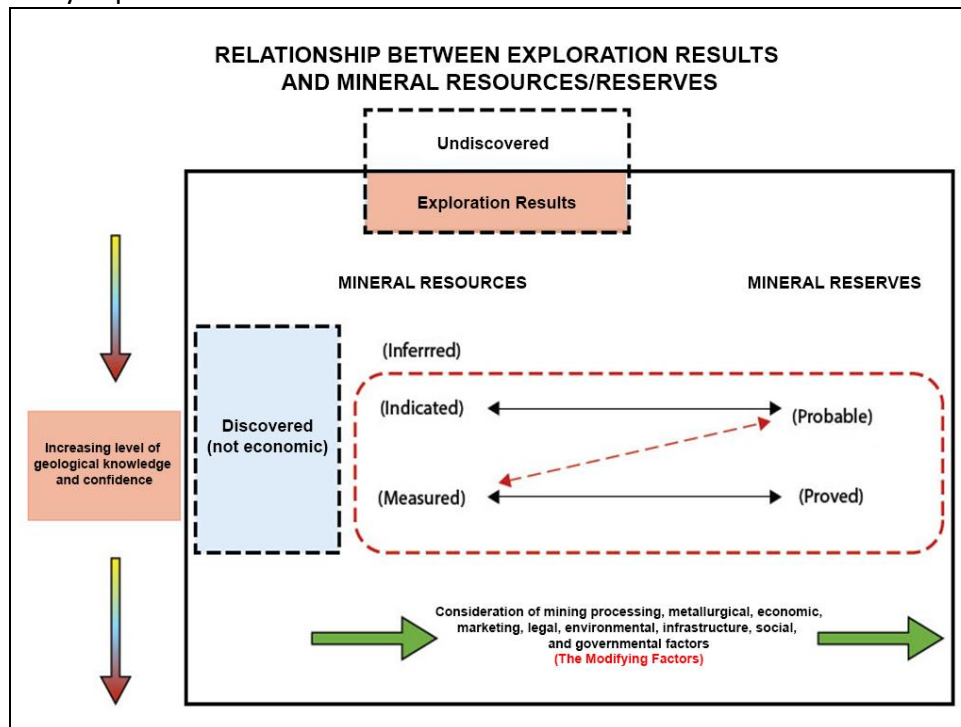 RELATIONSHIP BETWEEN EXPLORATION RESULTS
AND MINERAL RESOURCES/RESERVES
Undiscovered
Exploration Results
MINERAL RESOURCES
MINERAL RESERVES
(Inferrred)
(Indicated)
(Probable)
Discovered
(not economic)
Increasing level of
geological knowledge
and confidence
(Measured)
(Proved)
Consideration of mining processing, metallurgical, economic,
marketing, legal, environmental, infrastructure, social,
and governmental factors
(The Modifying Factors)